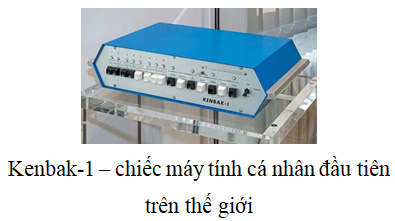 KENBAK-1
Kenbak-1 – chiếc máy tính cá nhân đầu tiên
trên thế giới